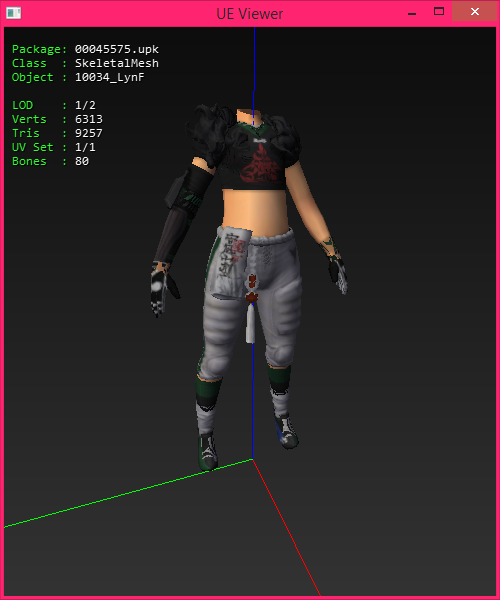 UE Viewer
Package: 00045575.upk
Class : SkeletalMesh
Object : 10034_LynF
LOD : 1/2
Verts : 6313
Tris : 9257
UV Set : 1/1
Bones : 80